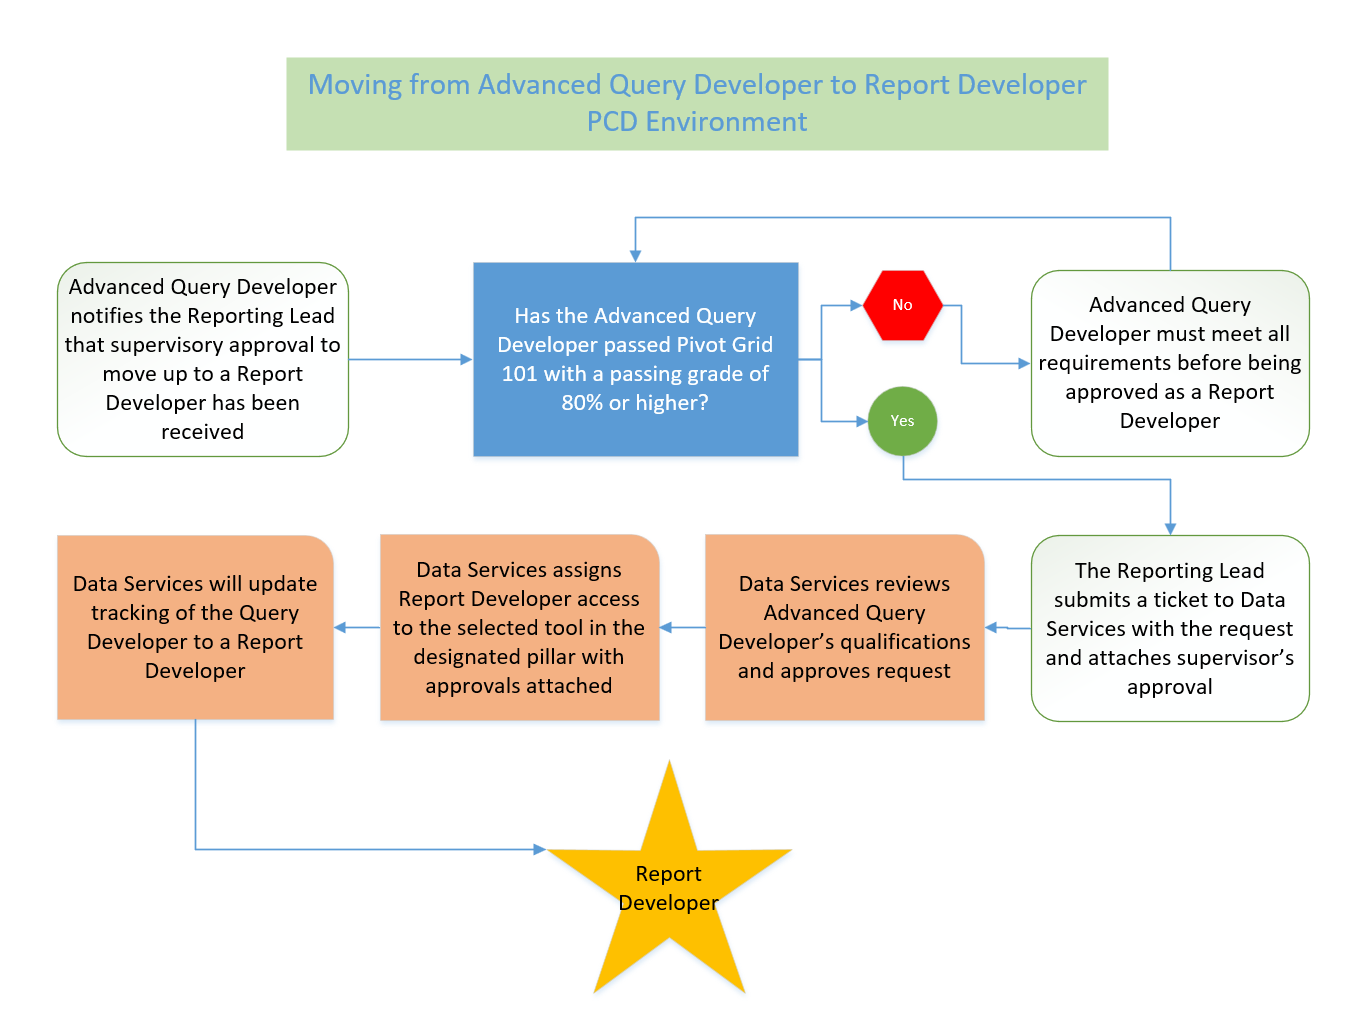 Moving from Advanced Query Developer to Report Developer
PCD Environment
Advanced Query Developer
notifies the Reporting Lead
that supervisory approval to
move up to a Report
Developer has been
received
Has the Advanced Query
Developer passed Pivot Grid
101 with a passing grade of
80% or higher?
No
Yes
Advanced Query
Developer must meet all
requirements before being
approved as a Report
Developer
The Reporting Lead
submits a ticket to Data
Services with the request
and attaches supervisor’s
approval
Data Services reviews
Advanced Query
Developer’s qualifications
and approves request
Data Services assigns
Report Developer access
to the selected tool in the
designated pillar with
approvals attached
Data Services will update
tracking of the Query
Developer to a Report
Developer
Report
Developer